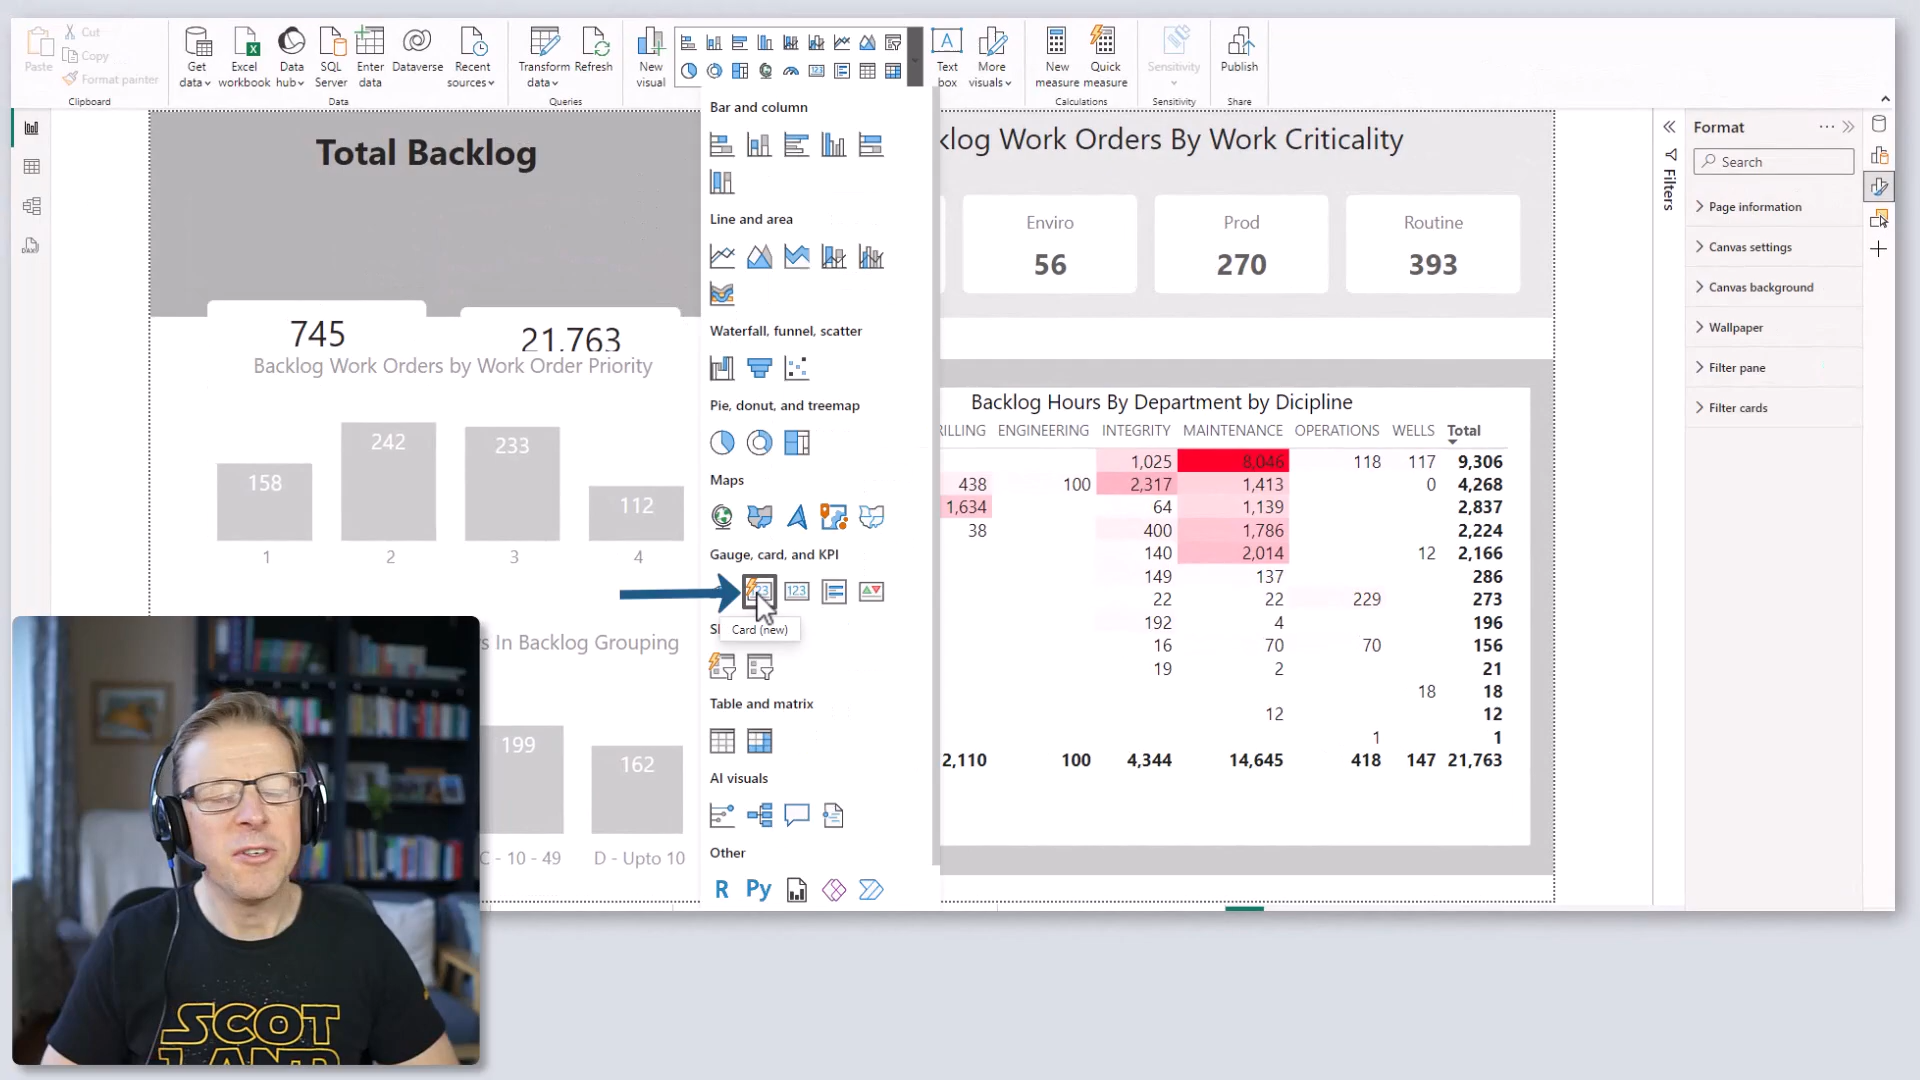 Paste
Cut
Copy
Format painter
Clipboard
Get data
Excel workbook
Data hub
SQL Server
Enter data
Dataverse
Recent sources
Data
Transform data
Refresh
Queries
New visual
A
Text box
More visuals
New measure
Quick measure
Calculations
Sensitivity
Sensitivity
Publish
Share
Total Backlog
745
21,763
Backlog Work Orders by Work Order Priority
158
242
233
112
1
2
3
4
s In Backlog Grouping
199
162
C - 10 - 49
D - Upto 10
Bar and column
Line and area
Waterfall, funnel, scatter
Pie, donut, and treemap
Maps
Gauge, card, and KPI
123
Card (new)
Table and matrix
AI visuals
Other
R Py
klog Work Orders By Work Criticality
Enviro
56
Prod
270
Routine
393
Backlog Hours By Department by Dicipline
RILLING ENGINEERING INTEGRITY MAINTENANCE OPERATIONS WELLS Total
1,025 8,046 118 117 9,306
438 100 2,317 1,413 0 4,268
1,634 64 1,139 2,837
38 400 1,786 2,224
140 2,014 12 2,166
149 137 286
22 22 229 273
192 4 196
16 70 70 156
19 2 21
18 18
12 12
1 1
2,110 100 4,344 14,645 418 147 21,763
Filters
Format
Search
Page information
Canvas settings
Canvas background
Wallpaper
Filter pane
Filter cards
DAX
SCOT
LAND